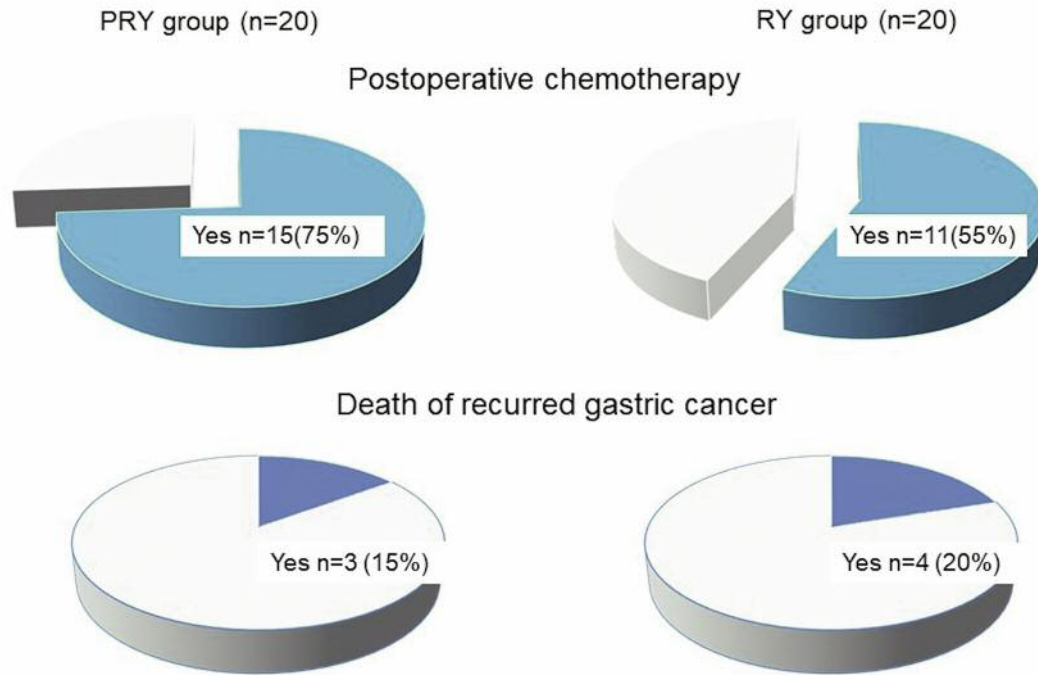 PRY group (n=20)
RY group (n=20)
Postoperative chemotherapy
Yes n=15(75%)
Yes n=11(55%)
Death of recurred gastric cancer
Yes n=3 (15%)
Yes n=4 (20%)